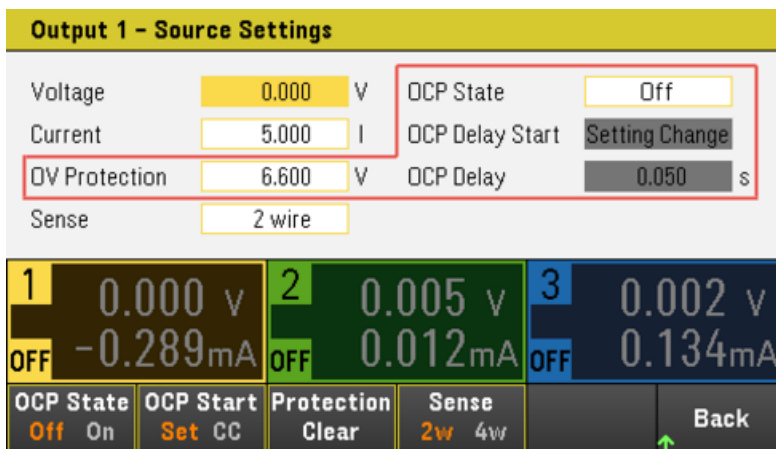 Output 1 – Source Settings
Voltage 0.000 V OCP State Off
Current 5.000 I OCP Delay Start Setting Change
OV Protection 6.600 V OCP Delay 0.050 s
Sense 2 wire
1 0.000 V 2 0.005 V 3 0.002 V
OFF -0.289mA OFF 0.012mA OFF 0.134mA
OCP State OCP Start Protection Sense
Off On Set CC Clear 2w 4w Back